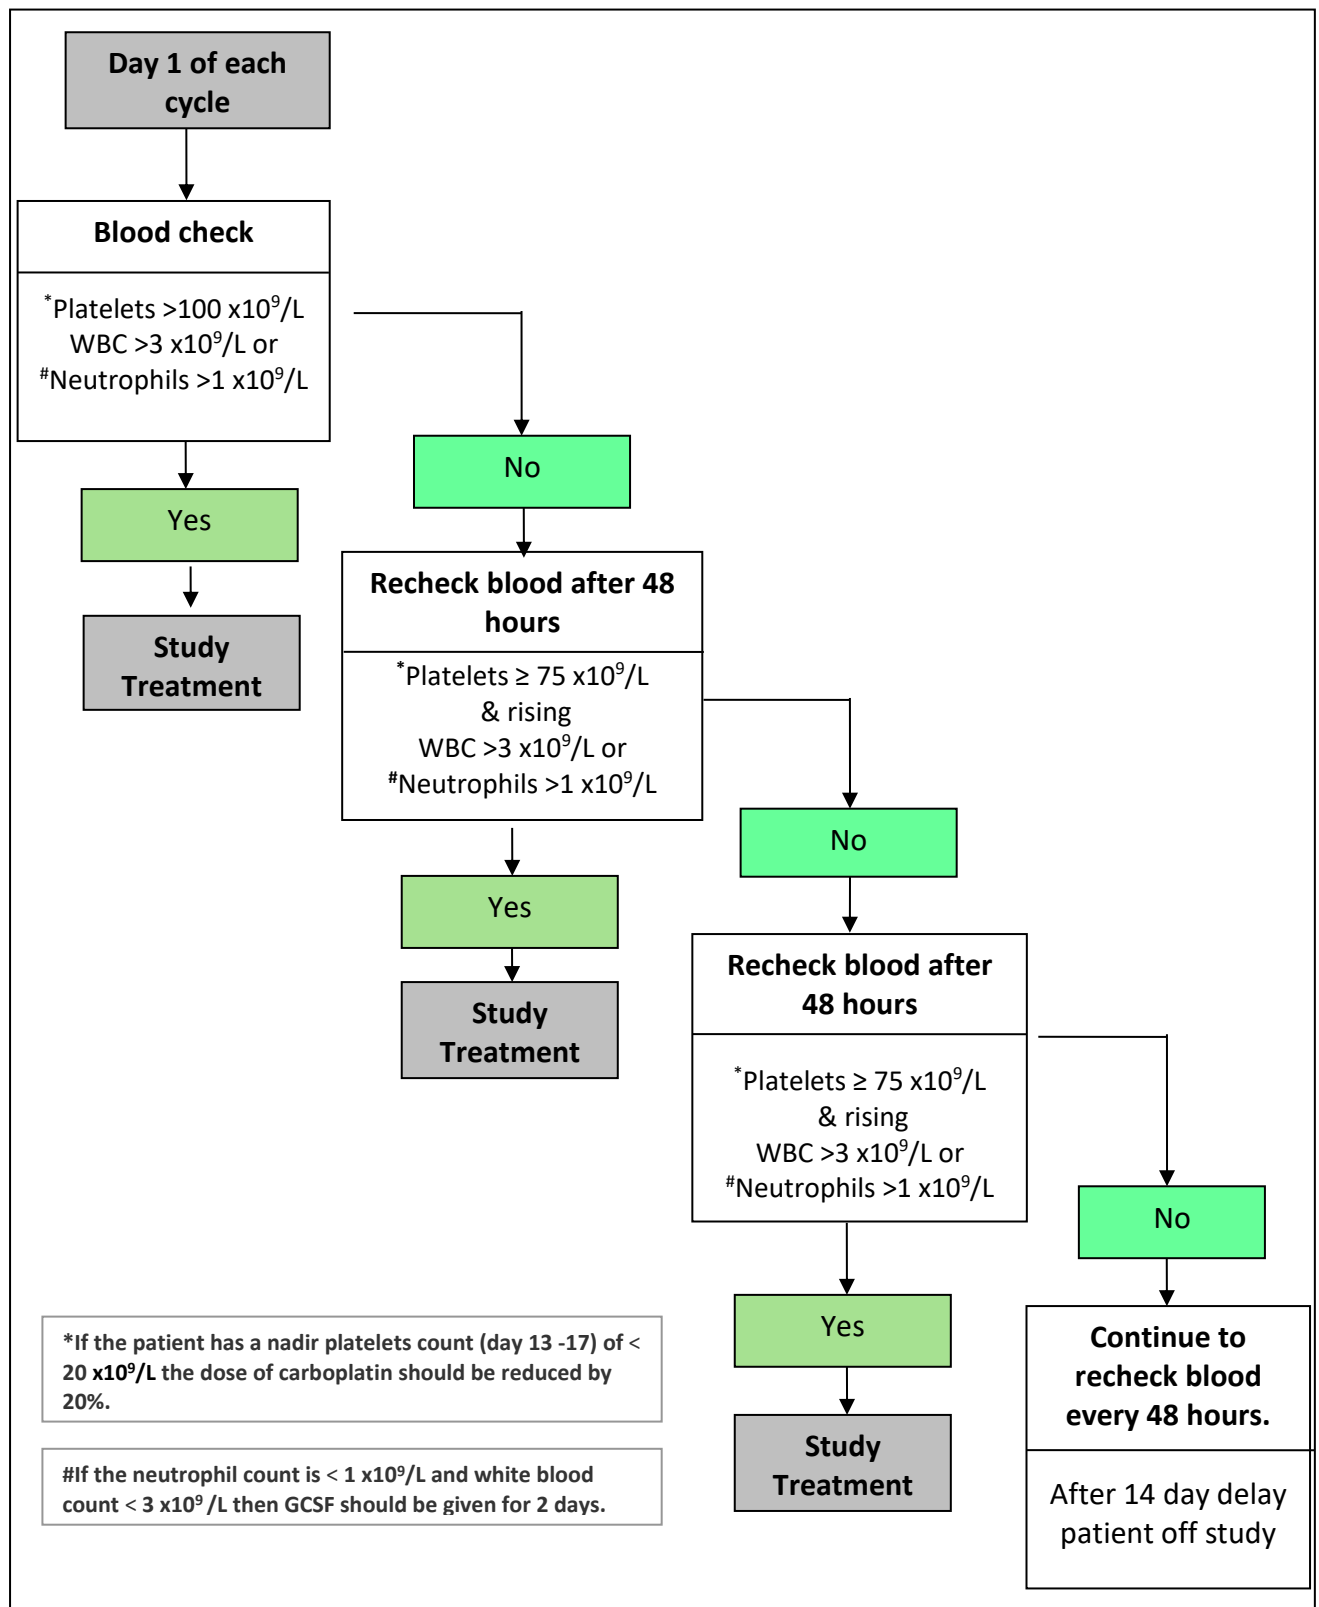 Day 1 of each
cycle
Blood check
*Platelets >100 x10⁹/L
WBC >3 x10⁹/L or
#Neutrophils >1 x10⁹/L
No
Yes
Recheck blood after 48
hours
Study
Treatment
*Platelets ≥ 75 x10⁹/L
& rising
WBC >3 x10⁹/L or
#Neutrophils >1 x10⁹/L
No
Yes
Recheck blood after
48 hours
Study
Treatment
*Platelets ≥ 75 x10⁹/L
& rising
WBC >3 x10⁹/L or
#Neutrophils >1 x10⁹/L
No
Yes
Continue to
recheck blood
every 48 hours.
*If the patient has a nadir platelets count (day 13 -17) of <
20 x10⁹/L the dose of carboplatin should be reduced by
20%.
Study
Treatment
#If the neutrophil count is < 1 x10⁹/L and white blood
count < 3 x10⁹ /L then GCSF should be given for 2 days.
After 14 day delay
patient off study